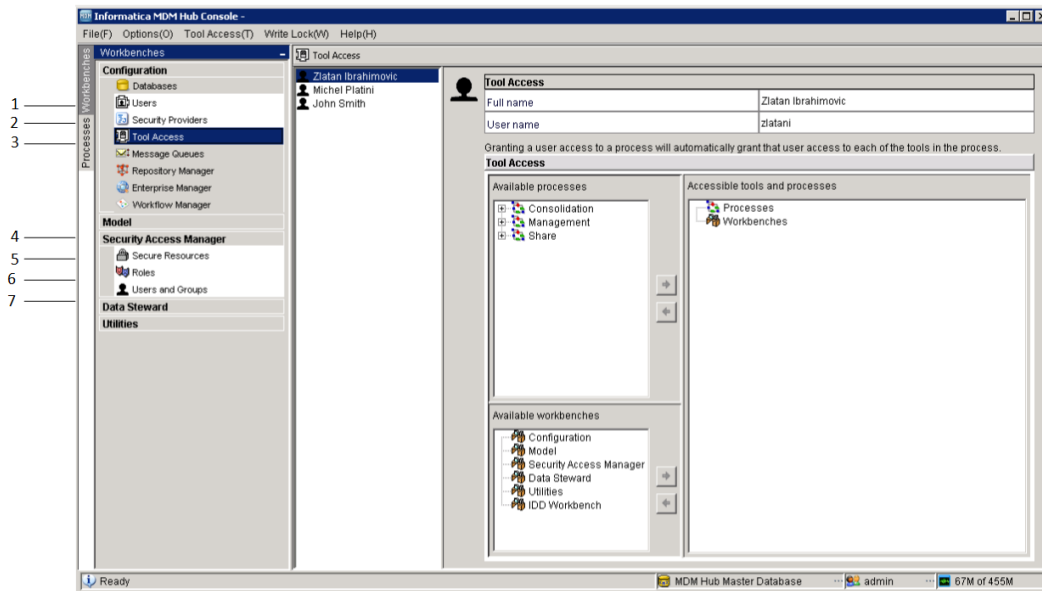 Informatica MDM Hub Console -
File(F) Options(O) Tool Access(T) Write Lock(W) Help(H)
Workbenches
Processes
Workbenches
Configuration
Databases
1
Users
2
Security Providers
3
Tool Access
Message Queues
Repository Manager
Enterprise Manager
Workflow Manager
Model
4
Security Access Manager
5
Secure Resources
6
Roles
7
Users and Groups
Data Steward
Utilities
Tool Access
Zlatan Ibrahimovic
Michel Platini
John Smith
Tool Access
Full name Zlatan Ibrahimovic
User name zlatani
Granting a user access to a process will automatically grant that user access to each of the tools in the process.
Tool Access
Available processes
Consolidation
Management
Share
Accessible tools and processes
Processes
Workbenches
Available workbenches
Configuration
Model
Security Access Manager
Data Steward
Utilities
IDD Workbench
Ready
MDM Hub Master Database ... admin ... 67M of 455M